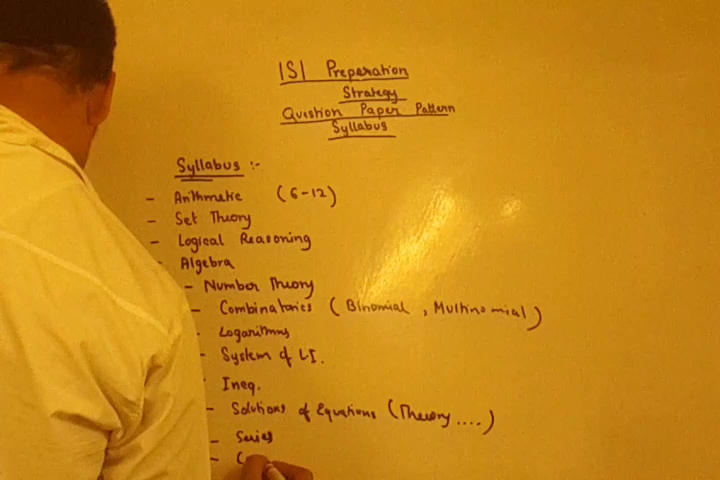 ISI Preparation
Strategy
Question Paper Pattern
Syllabus
Syllabus :-
- Arithmetic (6-12)
- Set Theory
- Logical Reasoning
- Algebra
- Number Theory
- Combinatorics ( Binomial , Multinomial )
- Logarithms
- System of LI.
- Ineq.
- Solutions of Equations (Theory ....)
- Series
-